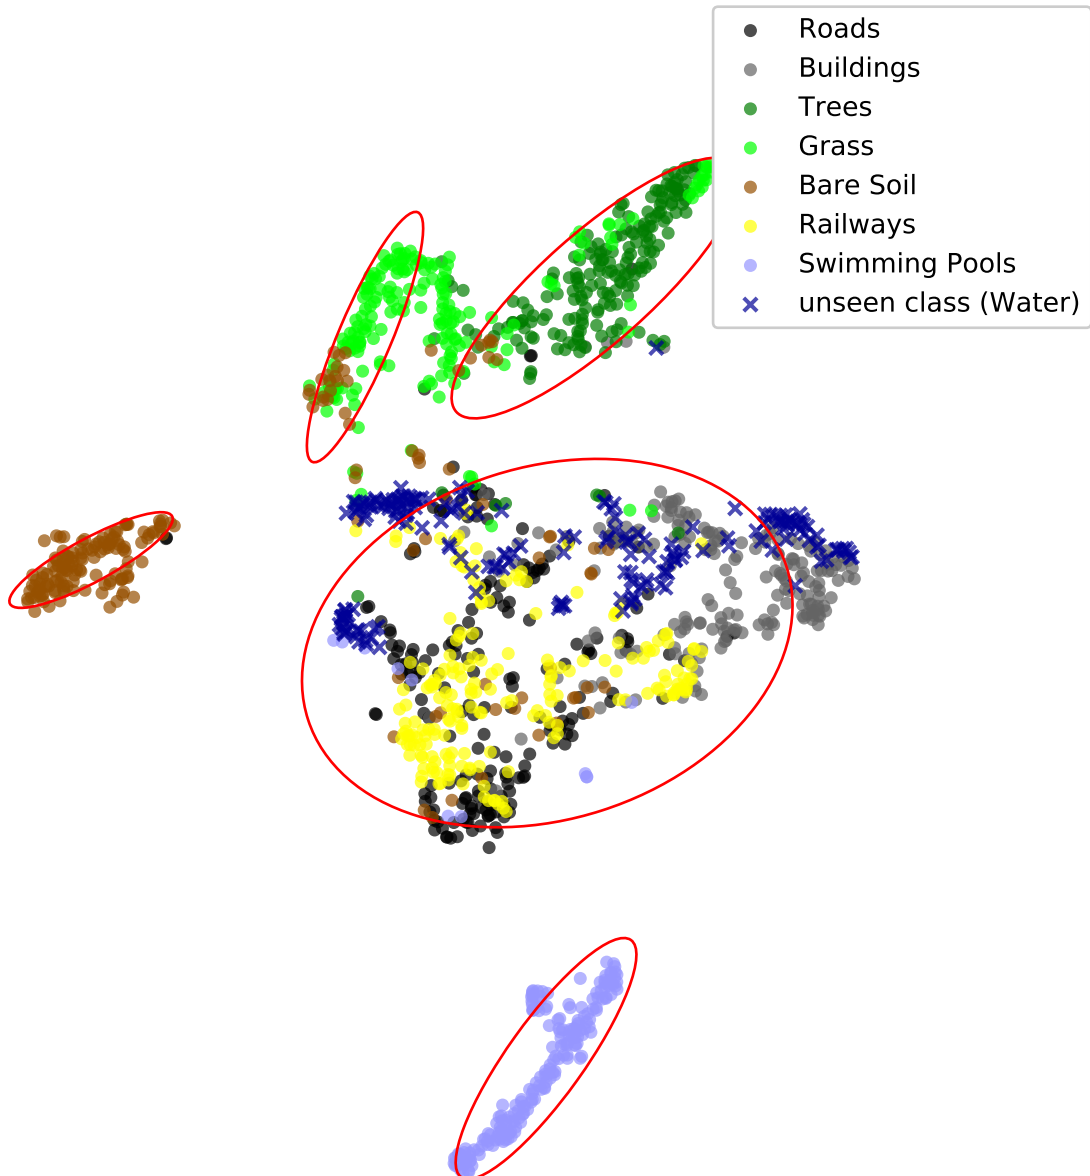 Roads
Buildings
Trees
Grass
Bare Soil
Railways
Swimming Pools
unseen class (Water)